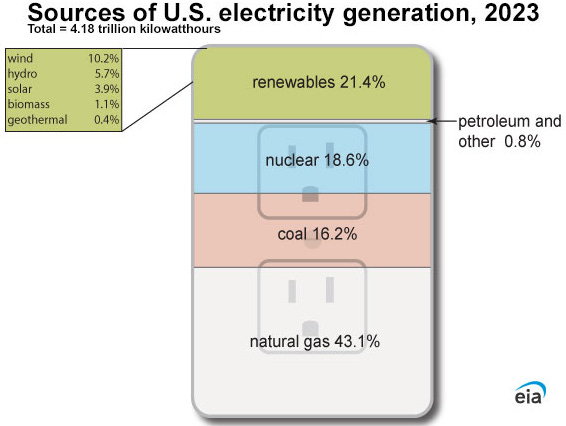 Sources of U.S. electricity generation, 2023
Total = 4.18 trillion kilowatthours
wind 10.2%
hydro 5.7%
solar 3.9%
biomass 1.1%
geothermal 0.4%
renewables 21.4%
petroleum and
other 0.8%
nuclear 18.6%
coal 16.2%
natural gas 43.1%
eia